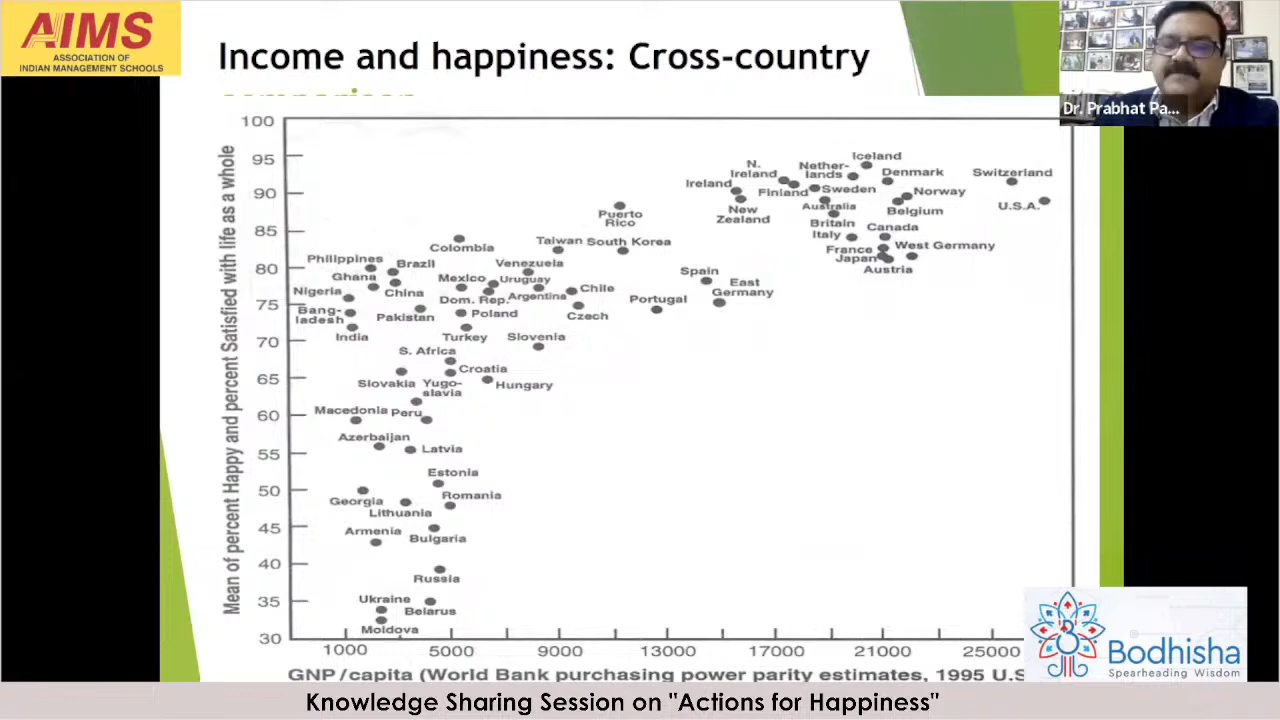 AIMS
ASSOCIATION OF
INDIAN MANAGEMENT SCHOOLS
Income and happiness: Cross-country
Dr. Prabhat Pa...
Mean of percent Happy and percent Satisfied with life as a whole
100
95
90
85
80
75
70
65
60
55
50
45
40
35
30
Iceland
N.
Ireland
Nether-
lands
Denmark
Switzerland
Ireland
Finland
Sweden
Norway
Australia
U.S.A.
Belgium
New
Zealand
Puerto
Rico
Britain
Canada
Italy
Taiwan
South Korea
Colombia
France
West Germany
Japan
Austria
Philippines
Brazil
Venezuela
Ghana
Mexico
Uruguay
Spain
East
Germany
Nigeria
China
Dom. Rep.
Argentina
Chile
Portugal
Bang-
ladesh
Pakistan
Poland
Czech
India
Turkey
Slovenia
S. Africa
Croatia
Slovakia
Yugo-
slavia
Hungary
Macedonia
Peru
Azerbaijan
Latvia
Estonia
Georgia
Romania
Lithuania
Armenia
Bulgaria
Russia
Ukraine
Belarus
Moldova
1000
5000
9000
13000
17000
21000
25000
GNP/capita (World Bank purchasing power parity estimates, 1995 U.S
Bodhisha
Spearheading Wisdom
Knowledge Sharing Session on "Actions for Happiness"